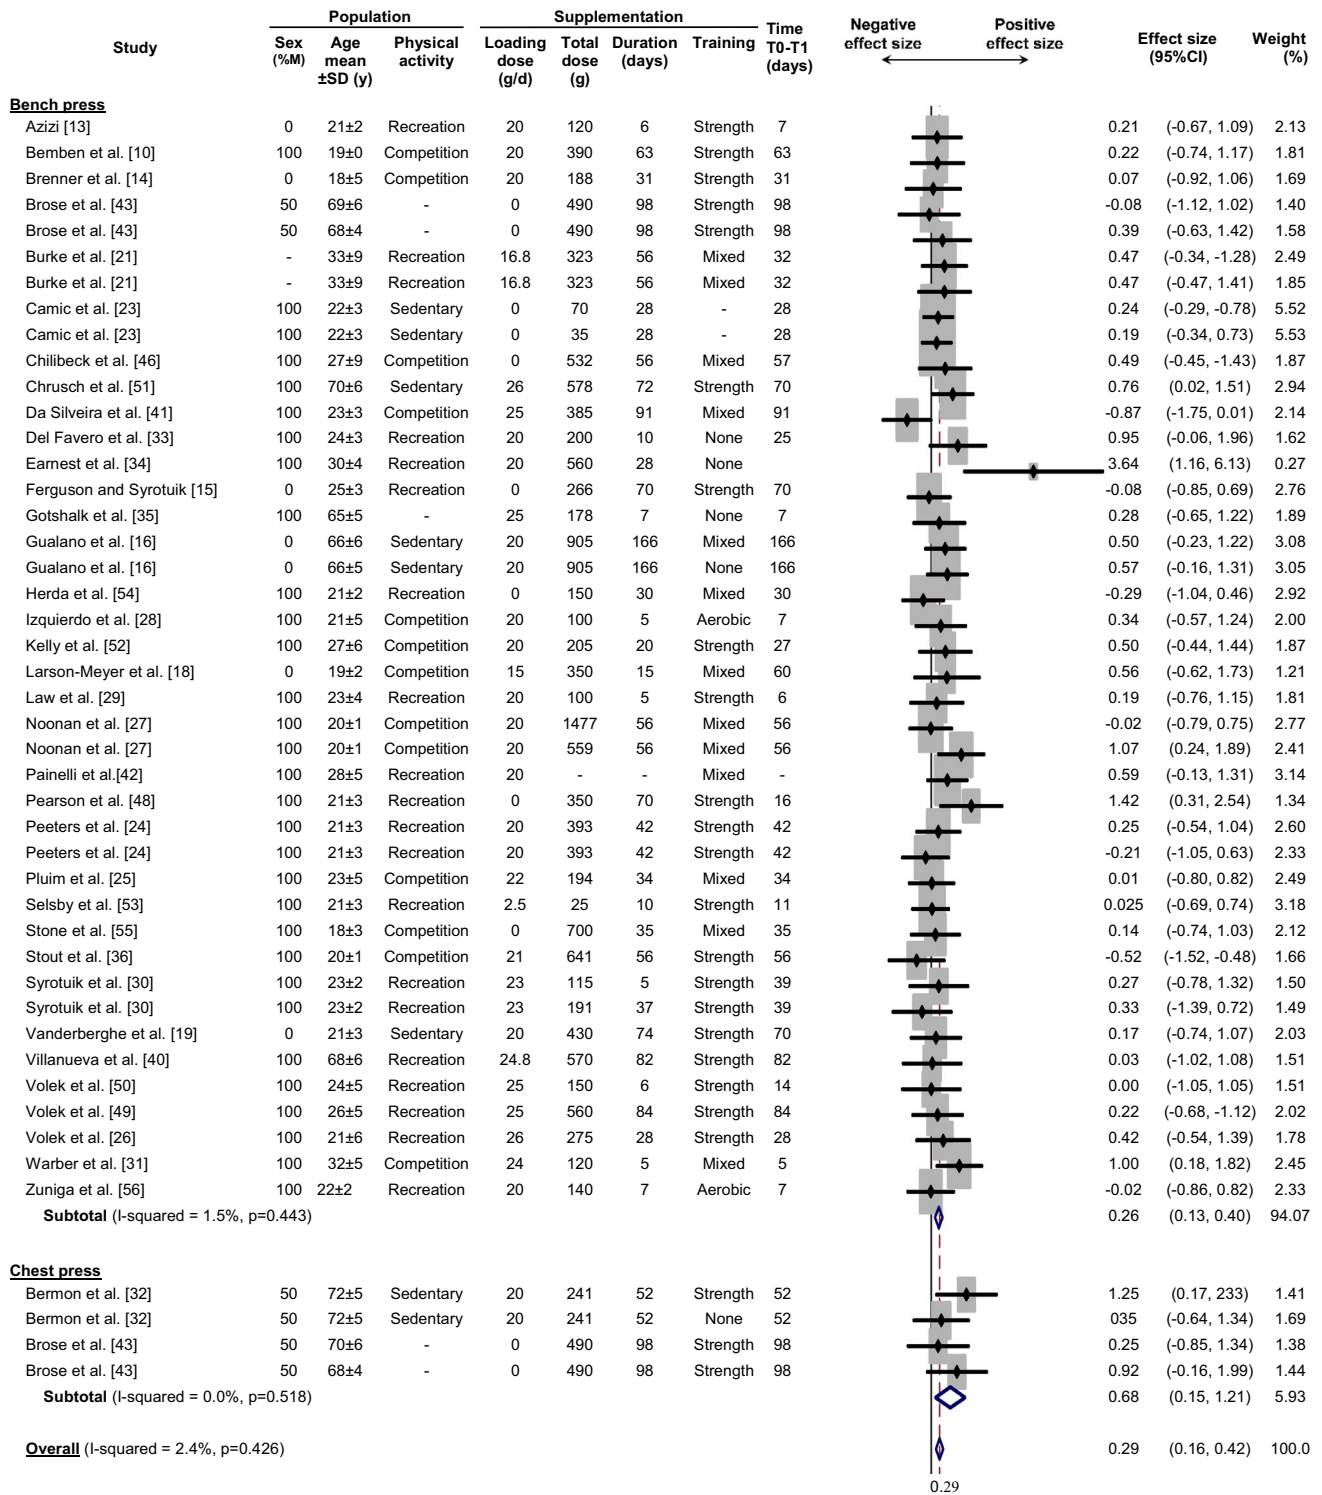 Population Supplementation
Study Sex (%M) Age mean ±SD (y) Physical activity Loading dose (g/d) Total dose (g) Duration (days) Training Time T0-T1 (days) Negative effect size Positive effect size Effect size (95%CI) Weight (%)
Bench press
Azizi [13] 0 21±2 Recreation 20 120 6 Strength 7 0.21 (-0.67, 1.09) 2.13
Bemben et al. [10] 100 19±0 Competition 20 390 63 Strength 63 0.22 (-0.74, 1.17) 1.81
Brenner et al. [14] 0 18±5 Competition 20 188 31 Strength 31 0.07 (-0.92, 1.06) 1.69
Brose et al. [43] 50 69±6 - 0 490 98 Strength 98 -0.08 (-1.12, 1.02) 1.40
Brose et al. [43] 50 68±4 - 0 490 98 Strength 98 0.39 (-0.63, 1.42) 1.58
Burke et al. [21] - 33±9 Recreation 16.8 323 56 Mixed 32 0.47 (-0.34, -1.28) 2.49
Burke et al. [21] - 33±9 Recreation 16.8 323 56 Mixed 32 0.47 (-0.47, 1.41) 1.85
Camic et al. [23] 100 22±3 Sedentary 0 70 28 - 28 0.24 (-0.29, -0.78) 5.52
Camic et al. [23] 100 22±3 Sedentary 0 35 28 - 28 0.19 (-0.34, 0.73) 5.53
Chilibeck et al. [46] 100 27±9 Competition 0 532 56 Mixed 57 0.49 (-0.45, -1.43) 1.87
Chrusch et al. [51] 100 70±6 Sedentary 26 578 72 Strength 70 0.76 (0.02, 1.51) 2.94
Da Silveira et al. [41] 100 23±3 Competition 25 385 91 Mixed 91 -0.87 (-1.75, 0.01) 2.14
Del Favero et al. [33] 100 24±3 Recreation 20 200 10 None 25 0.95 (-0.06, 1.96) 1.62
Earnest et al. [34] 100 30±4 Recreation 20 560 28 None 3.64 (1.16, 6.13) 0.27
Ferguson and Syrotuik [15] 0 25±3 Recreation 0 266 70 Strength 70 -0.08 (-0.85, 0.69) 2.76
Gotshalk et al. [35] 100 65±5 - 25 178 7 None 7 0.28 (-0.65, 1.22) 1.89
Gualano et al. [16] 0 66±6 Sedentary 20 905 166 Mixed 166 0.50 (-0.23, 1.22) 3.08
Gualano et al. [16] 0 66±5 Sedentary 20 905 166 None 166 0.57 (-0.16, 1.31) 3.05
Herda et al. [54] 100 21±2 Recreation 0 150 30 Mixed 30 -0.29 (-1.04, 0.46) 2.92
Izquierdo et al. [28] 100 21±5 Competition 20 100 5 Aerobic 7 0.34 (-0.57, 1.24) 2.00
Kelly et al. [52] 100 27±6 Competition 20 205 20 Strength 27 0.50 (-0.44, 1.44) 1.87
Larson-Meyer et al. [18] 0 19±2 Competition 15 350 15 Mixed 60 0.56 (-0.62, 1.73) 1.21
Law et al. [29] 100 23±4 Recreation 20 100 5 Strength 6 0.19 (-0.76, 1.15) 1.81
Noonan et al. [27] 100 20±1 Competition 20 1477 56 Mixed 56 -0.02 (-0.79, 0.75) 2.77
Noonan et al. [27] 100 20±1 Competition 20 559 56 Mixed 56 1.07 (0.24, 1.89) 2.41
Painelli et al.[42] 100 28±5 Recreation 20 - - Mixed - 0.59 (-0.13, 1.31) 3.14
Pearson et al. [48] 100 21±3 Recreation 0 350 70 Strength 16 1.42 (0.31, 2.54) 1.34
Peeters et al. [24] 100 21±3 Recreation 20 393 42 Strength 42 0.25 (-0.54, 1.04) 2.60
Peeters et al. [24] 100 21±3 Recreation 20 393 42 Strength 42 -0.21 (-1.05, 0.63) 2.33
Pluim et al. [25] 100 23±5 Competition 22 194 34 Mixed 34 0.01 (-0.80, 0.82) 2.49
Selsby et al. [53] 100 21±3 Recreation 2.5 25 10 Strength 11 0.025 (-0.69, 0.74) 3.18
Stone et al. [55] 100 18±3 Competition 0 700 35 Mixed 35 0.14 (-0.74, 1.03) 2.12
Stout et al. [36] 100 20±1 Competition 21 641 56 Strength 56 -0.52 (-1.52, -0.48) 1.66
Syrotuik et al. [30] 100 23±2 Recreation 23 115 5 Strength 39 0.27 (-0.78, 1.32) 1.50
Syrotuik et al. [30] 100 23±2 Recreation 23 191 37 Strength 39 0.33 (-1.39, 0.72) 1.49
Vanderberghe et al. [19] 0 21±3 Sedentary 20 430 74 Strength 70 0.17 (-0.74, 1.07) 2.03
Villanueva et al. [40] 100 68±6 Recreation 24.8 570 82 Strength 82 0.03 (-1.02, 1.08) 1.51
Volek et al. [50] 100 24±5 Recreation 25 150 6 Strength 14 0.00 (-1.05, 1.05) 1.51
Volek et al. [49] 100 26±5 Recreation 25 560 84 Strength 84 0.22 (-0.68, -1.12) 2.02
Volek et al. [26] 100 21±6 Recreation 26 275 28 Strength 28 0.42 (-0.54, 1.39) 1.78
Warber et al. [31] 100 32±5 Competition 24 120 5 Mixed 5 1.00 (0.18, 1.82) 2.45
Zuniga et al. [56] 100 22±2 Recreation 20 140 7 Aerobic 7 -0.02 (-0.86, 0.82) 2.33
Subtotal (I-squared = 1.5%, p=0.443) 0.26 (0.13, 0.40) 94.07
Chest press
Bermon et al. [32] 50 72±5 Sedentary 20 241 52 Strength 52 1.25 (0.17, 233) 1.41
Bermon et al. [32] 50 72±5 Sedentary 20 241 52 None 52 035 (-0.64, 1.34) 1.69
Brose et al. [43] 50 70±6 - 0 490 98 Strength 98 0.25 (-0.85, 1.34) 1.38
Brose et al. [43] 50 68±4 - 0 490 98 Strength 98 0.92 (-0.16, 1.99) 1.44
Subtotal (I-squared = 0.0%, p=0.518) 0.68 (0.15, 1.21) 5.93
Overall (I-squared = 2.4%, p=0.426) 0.29 (0.16, 0.42) 100.0
0.29